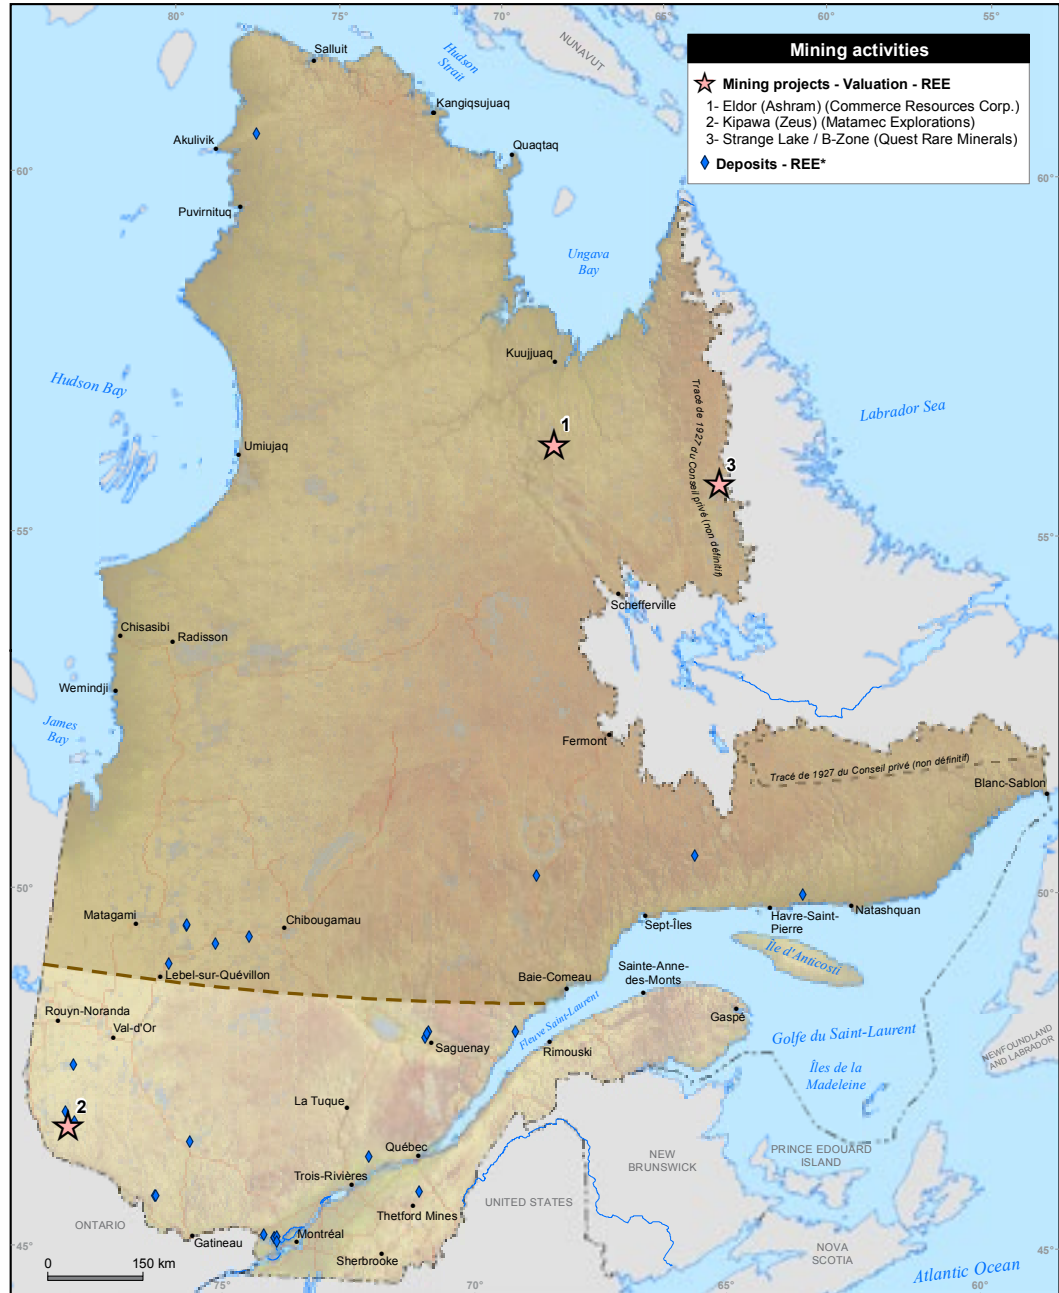 80°
75°
70°
65°
60°
55°
Salluit
Hudson
Strait
NUNAVUT
Mining activities
Mining projects - Valuation - REE
1- Eldor (Ashram) (Commerce Resources Corp.)
2- Kipawa (Zeus) (Matamec Explorations)
3- Strange Lake / B-Zone (Quest Rare Minerals)
Deposits - REE*
Kangiqsujuaq
Akulivik
Quaqtaq
60°
60°
Puvirnituq
Ungava
Bay
Kuujjuaq
Hudson Bay
Labrador Sea
1
Umiujaq
3
Tracé de 1927 du Conseil privé (non définitif)
55°
55°
Schefferville
Chisasibi
Radisson
Wemindji
James
Bay
Fermont
Tracé de 1927 du Conseil privé (non définitif)
Blanc-Sablon
50°
50°
Matagami
Chibougamau
Sept-Îles
Havre-Saint-
Pierre
Natashquan
Île d'Anticosti
Lebel-sur-Quévillon
Baie-Comeau
Sainte-Anne-
des-Monts
Rouyn-Noranda
Val-d'Or
Fleuve Saint-Laurent
Gaspé
Saguenay
Rimouski
Golfe du Saint-Laurent
NEWFOUNDLAND
AND LABRADOR
Îles de la
Madeleine
2
La Tuque
Québec
NEW
BRUNSWICK
PRINCE EDOUARD
ISLAND
Trois-Rivières
UNITED STATES
Thetford Mines
ONTARIO
Gatineau
Montréal
45°
45°
Sherbrooke
NOVA
SCOTIA
0
150 km
Atlantic Ocean
75°
70°
65°
60°